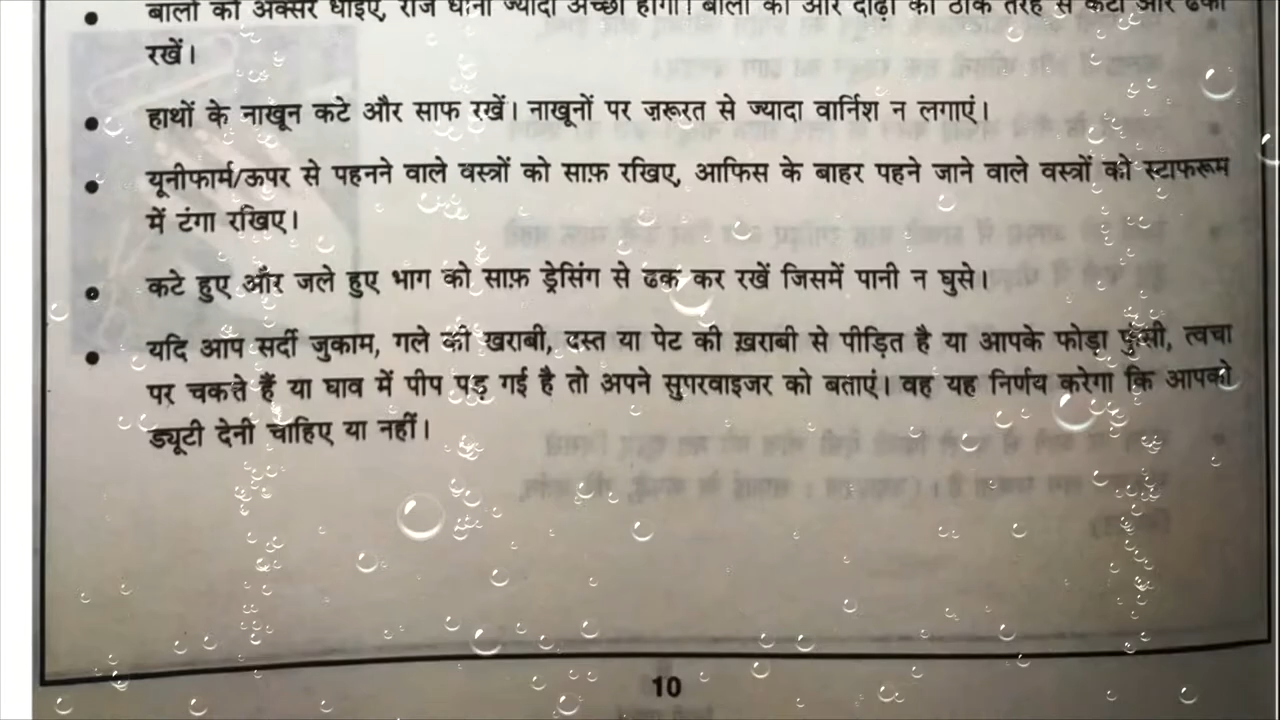 बालों को अक्सर धोइए, रोज धोना ज्यादा अच्छा होगा। बालों को और दाढ़ी को ठीक तरह से कटा और ढका
रखें।
हाथों के नाखून कटे और साफ रखें। नाखूनों पर ज़रूरत से ज्यादा वार्निश न लगाएं।
यूनीफार्म/ऊपर से पहनने वाले वस्त्रों को साफ़ रखिए, आफिस के बाहर पहने जाने वाले वस्त्रों को स्टाफरूम
में टंगा रखिए।
कटे हुए और जले हुए भाग को साफ़ ड्रेसिंग से ढक कर रखें जिसमें पानी न घुसे।
यदि आप सर्दी जुकाम, गले की खराबी, दस्त या पेट की ख़राबी से पीड़ित है या आपके फोड़ा फुंसी, त्वचा
पर चकते हैं या घाव में पीप पड़ गई है तो अपने सुपरवाइजर को बताएं। वह यह निर्णय करेगा कि आपको
ड्यूटी देनी चाहिए या नहीं।
10